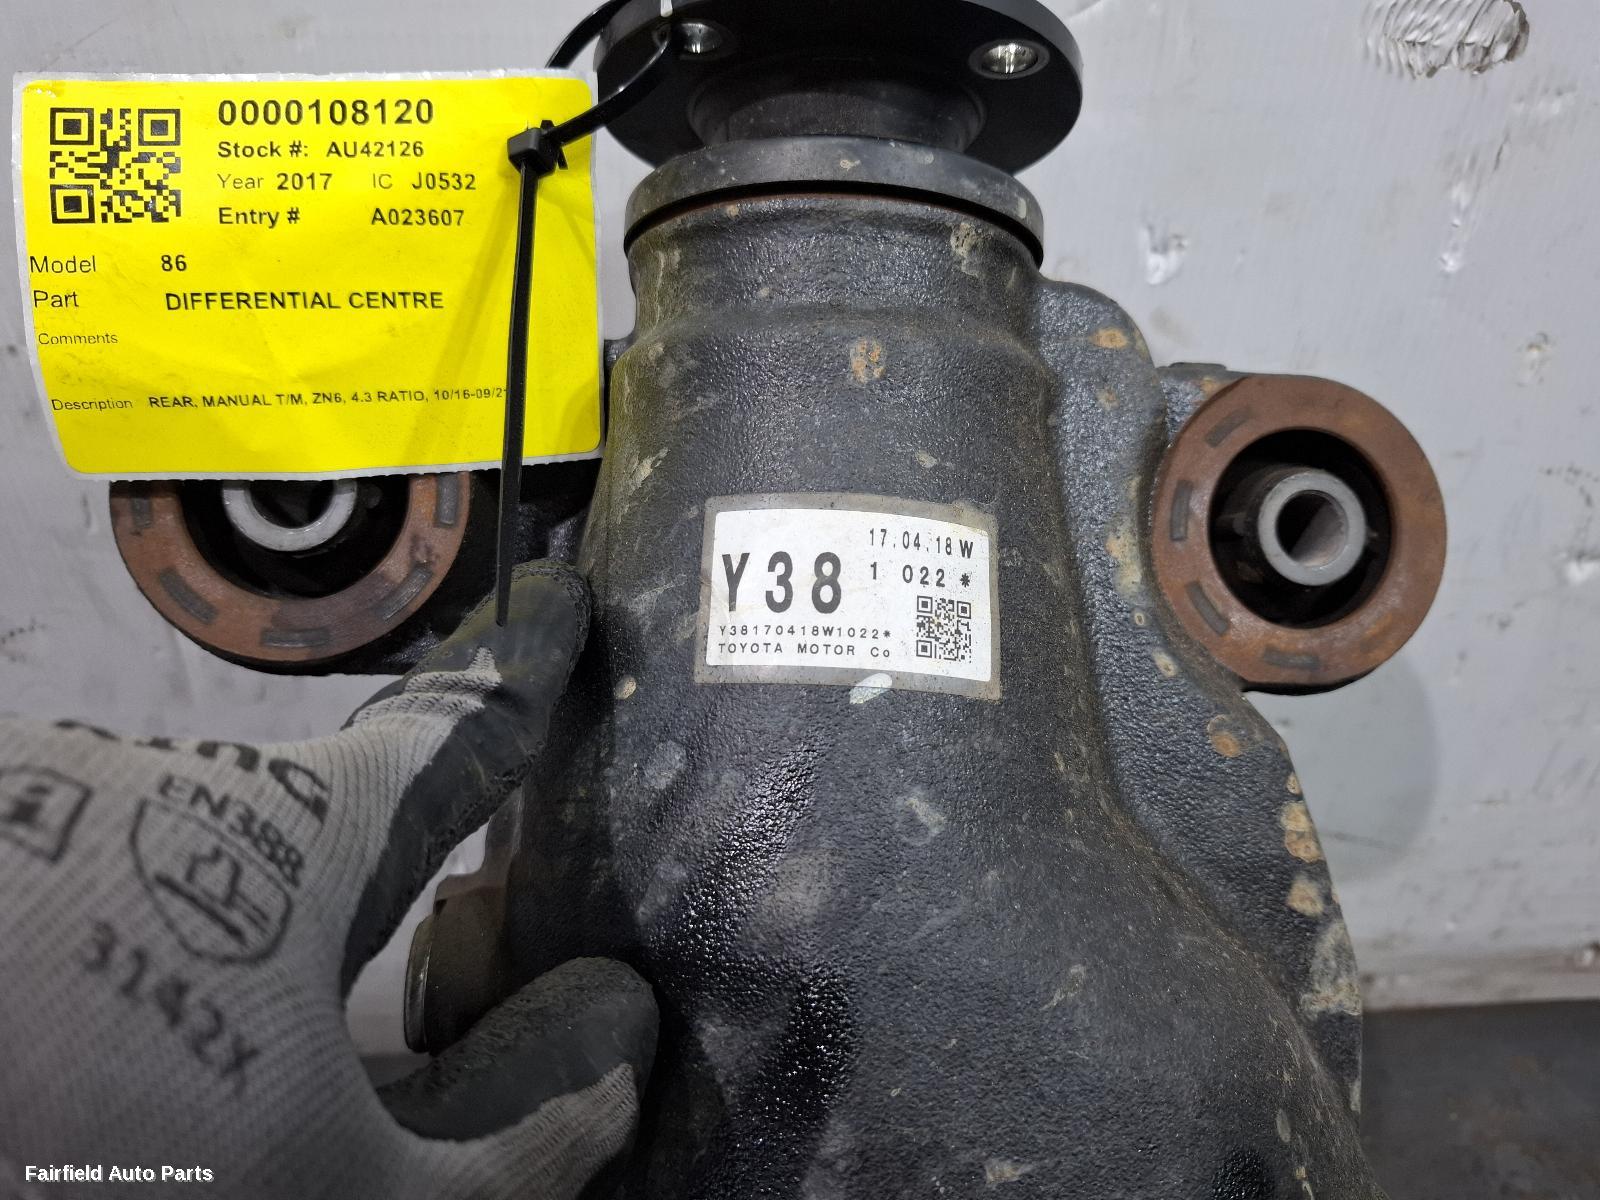 0000108120
Stock #: AU42126
Year 2017 IC J0532
Entry # A023607
Model 86
Part DIFFERENTIAL CENTRE
Comments
Description REAR, MANUAL T/M, ZN6, 4.3 RATIO, 10/16-09/2
17.04.18 W
Y38 1 022 *
Y38170418W1022*
TOYOTA MOTOR Co
EN388
Fairfield Auto Parts